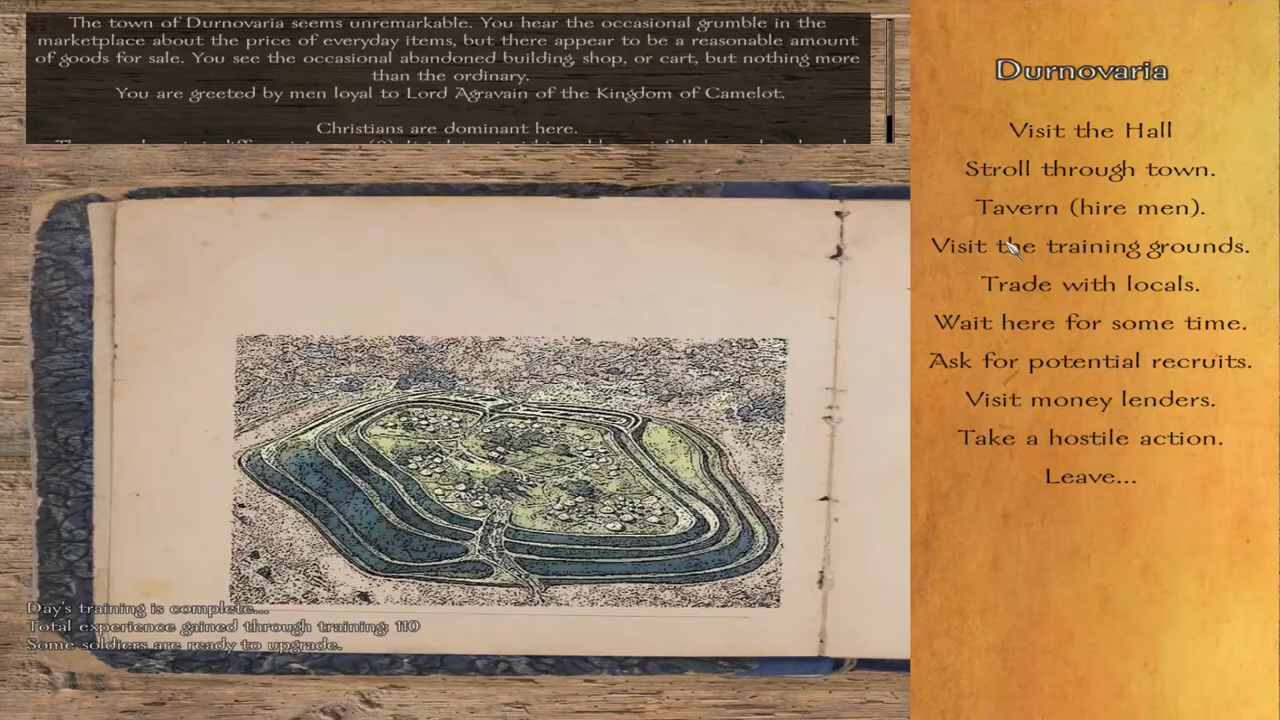 The town of Durnovaria seems unremarkable. You hear the occasional grumble in the
marketplace about the price of everyday items, but there appear to be a reasonable amount
of goods for sale. You see the occasional abandoned building, shop, or cart, but nothing more
than the ordinary.
You are greeted by men loyal to Lord Agravain of the Kingdom of Camelot.
Christians are dominant here.
Durnovaria
Visit the Hall
Stroll through town.
Tavern (hire men).
Visit the training grounds.
Trade with locals.
Wait here for some time.
Ask for potential recruits.
Visit money lenders.
Take a hostile action.
Leave...
Day's training is complete...
Total experience gained through training: 110
Some soldiers are ready to upgrade.